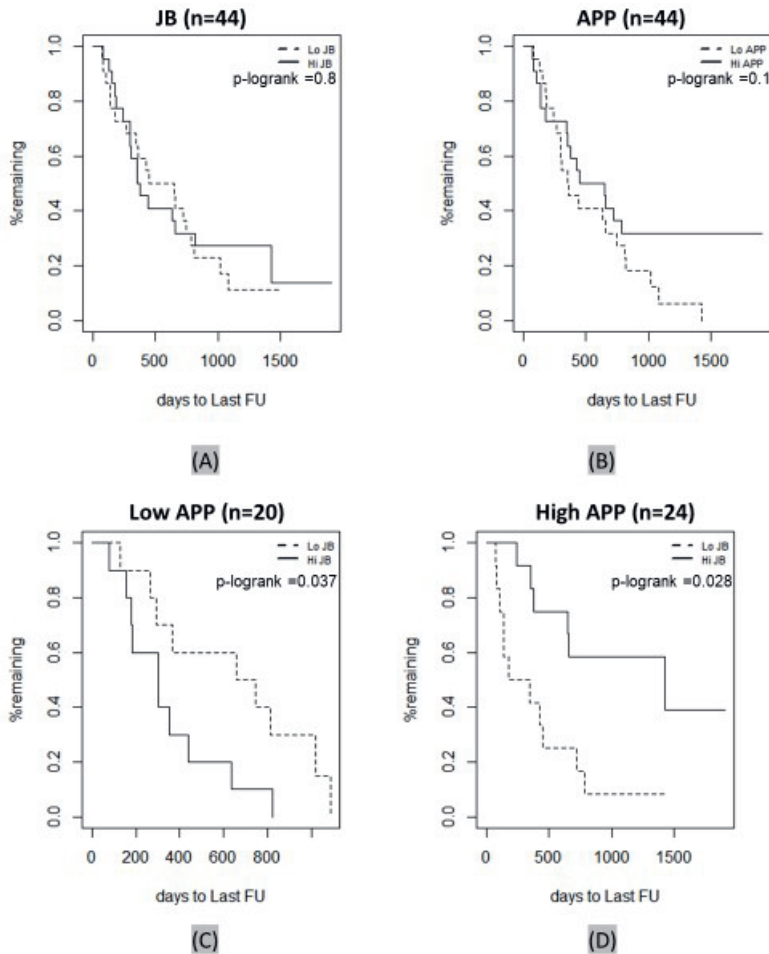 JB (n=44)
1.0
0.8
0.6
0.4
0.2
0.0
%remaining
Lo JB
Hi JB
p-logrank =0.8
0 500 1000 1500
days to Last FU
(A)
APP (n=44)
1.0
0.8
0.6
0.4
0.2
0.0
%remaining
Lo APP
Hi APP
p-logrank =0.1
0 500 1000 1500
days to Last FU
(B)
Low APP (n=20)
1.0
0.8
0.6
0.4
0.2
0.0
%remaining
Lo JB
Hi JB
p-logrank =0.037
0 200 400 600 800
days to Last FU
(C)
High APP (n=24)
1.0
0.8
0.6
0.4
0.2
0.0
%remaining
Lo JB
Hi JB
p-logrank =0.028
0 500 1000 1500
days to Last FU
(D)